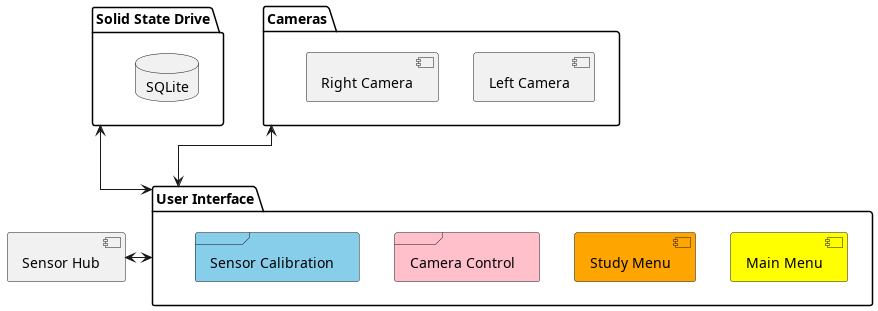 Solid State Drive
Cameras
SQLite
Right Camera
Left Camera
User Interface
Sensor Hub
Sensor Calibration
Camera Control
Study Menu
Main Menu